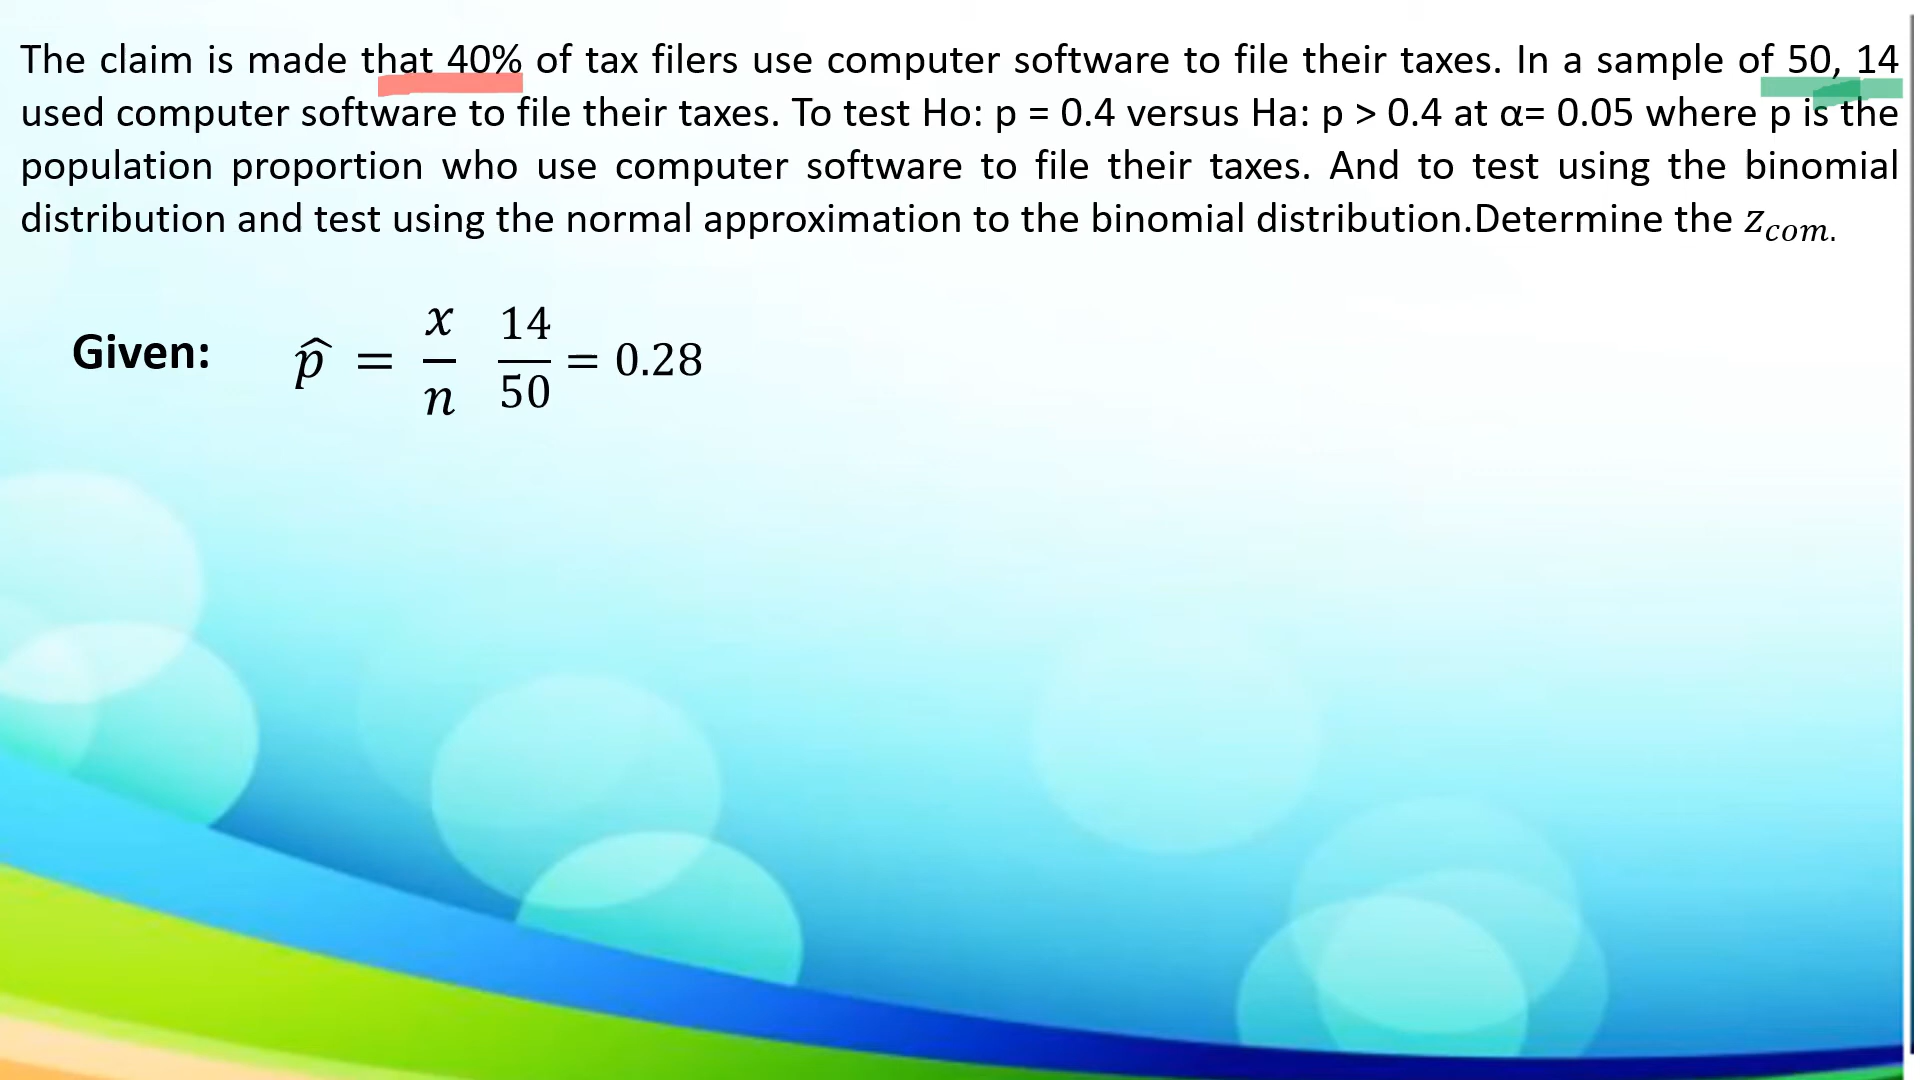 The claim is made that 40% of tax filers use computer software to file their taxes. In a sample of 50, 14
used computer software to file their taxes. To test Ho: p = 0.4 versus Ha: p > 0.4 at α= 0.05 where p is the
population proportion who use computer software to file their taxes. And to test using the binomial
distribution and test using the normal approximation to the binomial distribution.Determine the z_com.
Given: p̂ = x/n 14/50 = 0.28